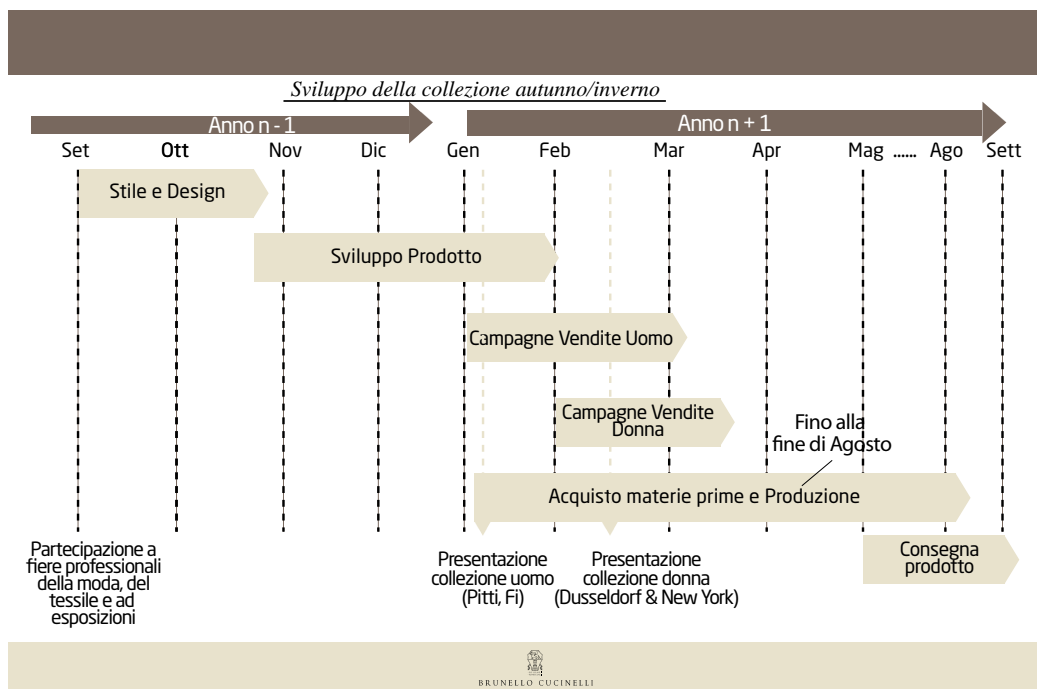 Sviluppo della collezione autunno/inverno
Anno n - 1
Anno n + 1
Set
Ott
Nov
Dic
Gen
Feb
Mar
Apr
Mag
......
Ago
Sett
Stile e Design
Sviluppo Prodotto
Campagne Vendite Uomo
Campagne Vendite
Donna
Fino alla
fine di Agosto
Acquisto materie prime e Produzione
Consegna
prodotto
Partecipazione a
fiere professionali
della moda, del
tessile e ad
esposizioni
Presentazione
collezione uomo
(Pitti, Fi)
Presentazione
collezione donna
(Dusseldorf & New York)
BRUNELLO CUCINELLI